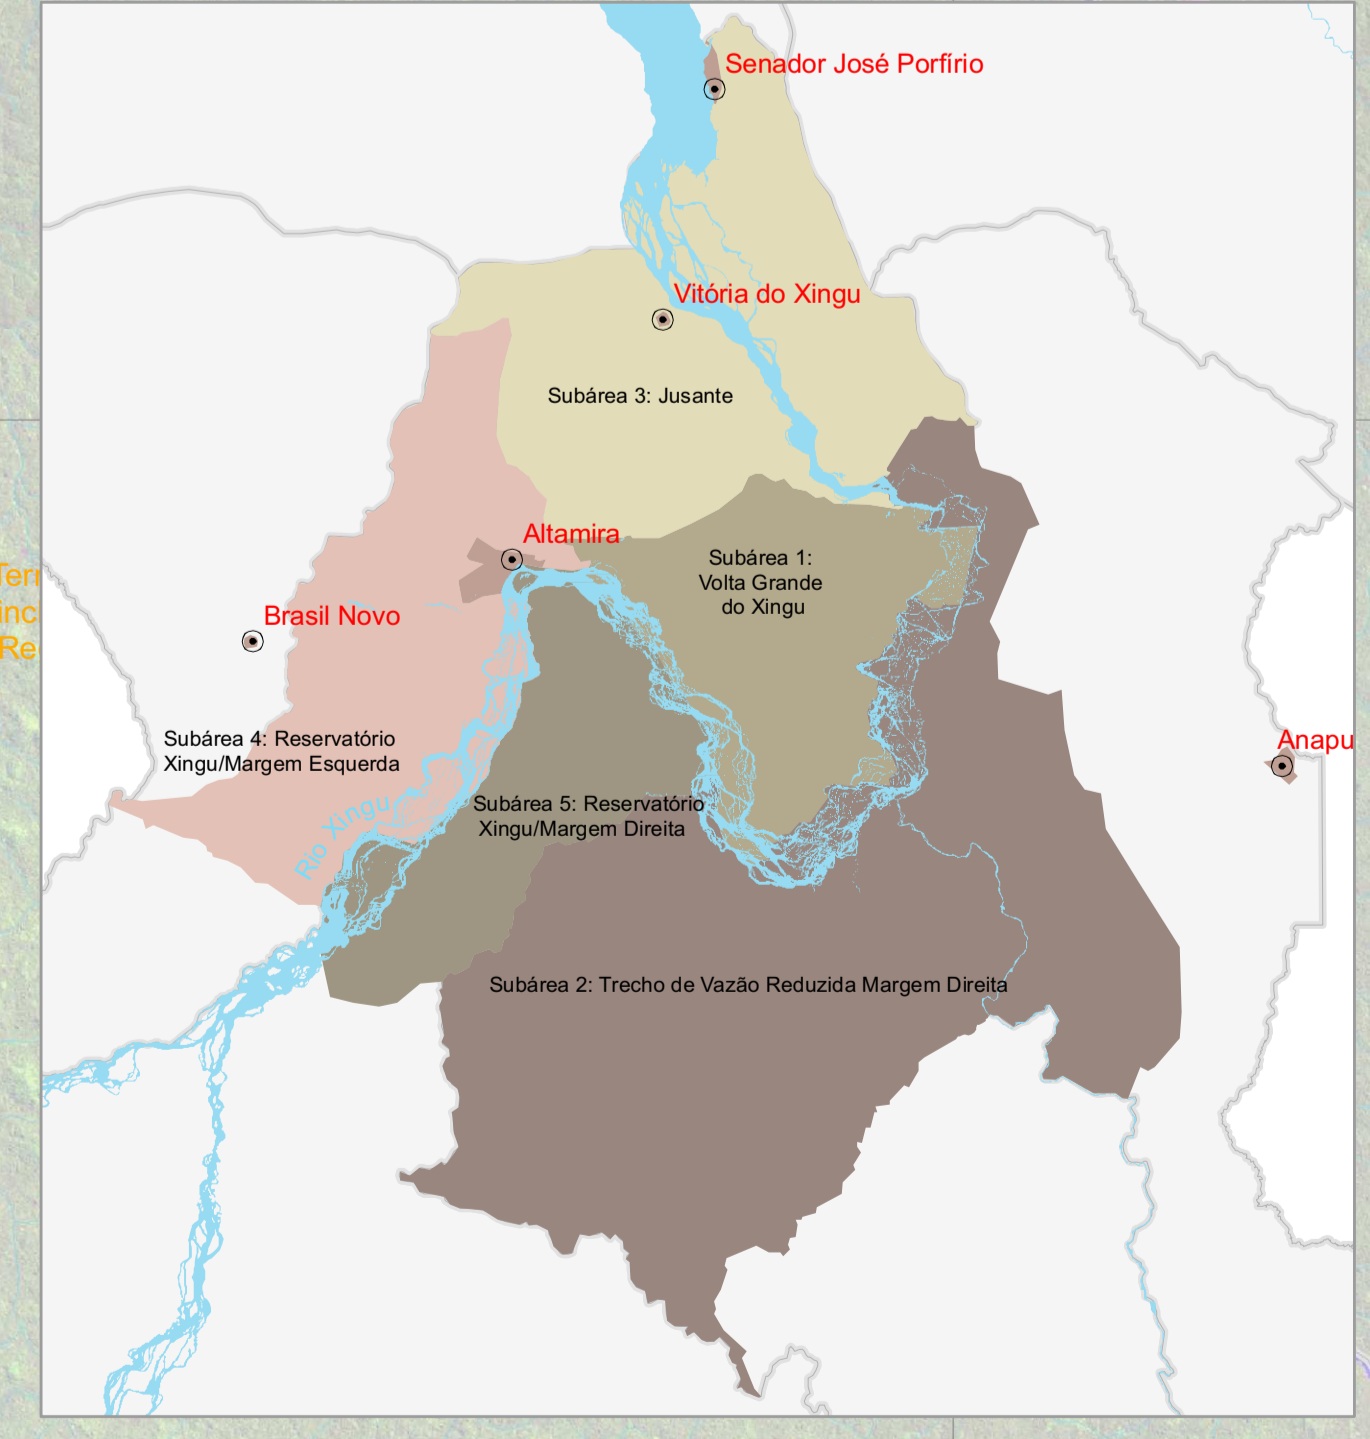 Senador José Porfírio
Vitória do Xingu
Subárea 3: Jusante
Altamira
Subárea 1:
Volta Grande
do Xingu
Brasil Novo
Subárea 4: Reservatório
Xingu/Margem Esquerda
Anapu
Rio Xingu
Subárea 5: Reservatório
Xingu/Margem Direita
Subárea 2: Trecho de Vazão Reduzida Margem Direita